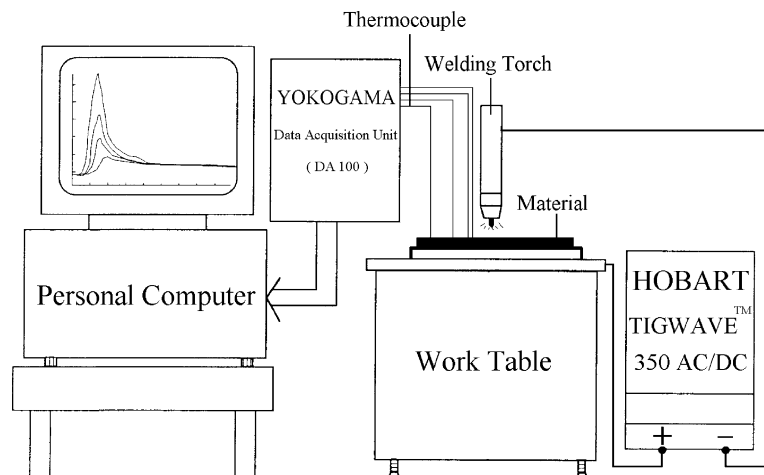 Thermocouple
Welding Torch
YOKOGAMA
Data Acquisition Unit
( DA 100 )
Material
Personal Computer
Work Table
HOBART
TIGWAVE™
350 AC/DC
+ −